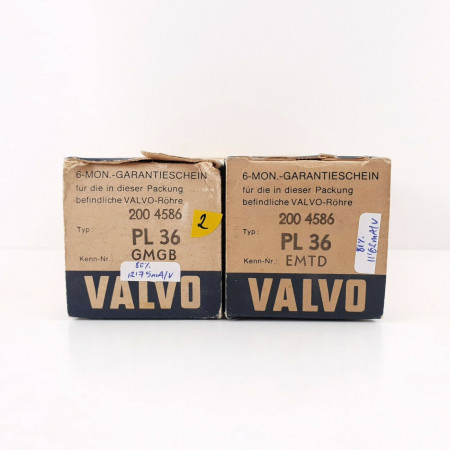 6-MON.-GARANTIESCHEIN
für die in dieser Packung
befindliche VALVO-Röhre
200 4586
2
Typ:
PL 36
Kenn-Nr.:
GMGB
VALVO
6-MON.-GARANTIESCHEIN
für die in dieser Packung
befindliche VALVO-Röhre
200 4586
Typ:
PL 36
Kenn-Nr.:
EMTD
VALVO